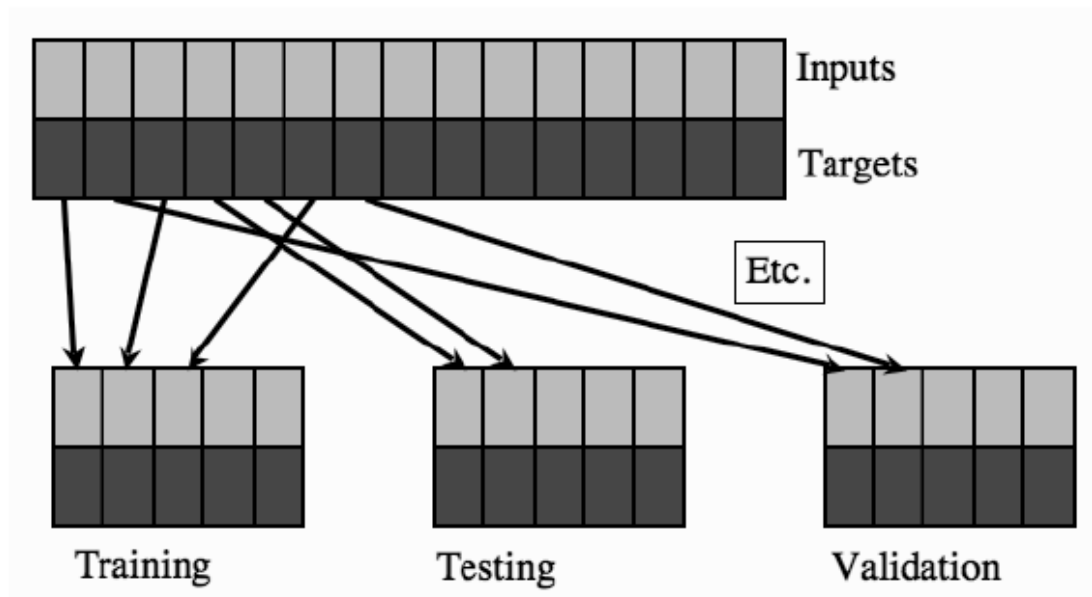 Inputs
Targets
Etc.
Training
Testing
Validation